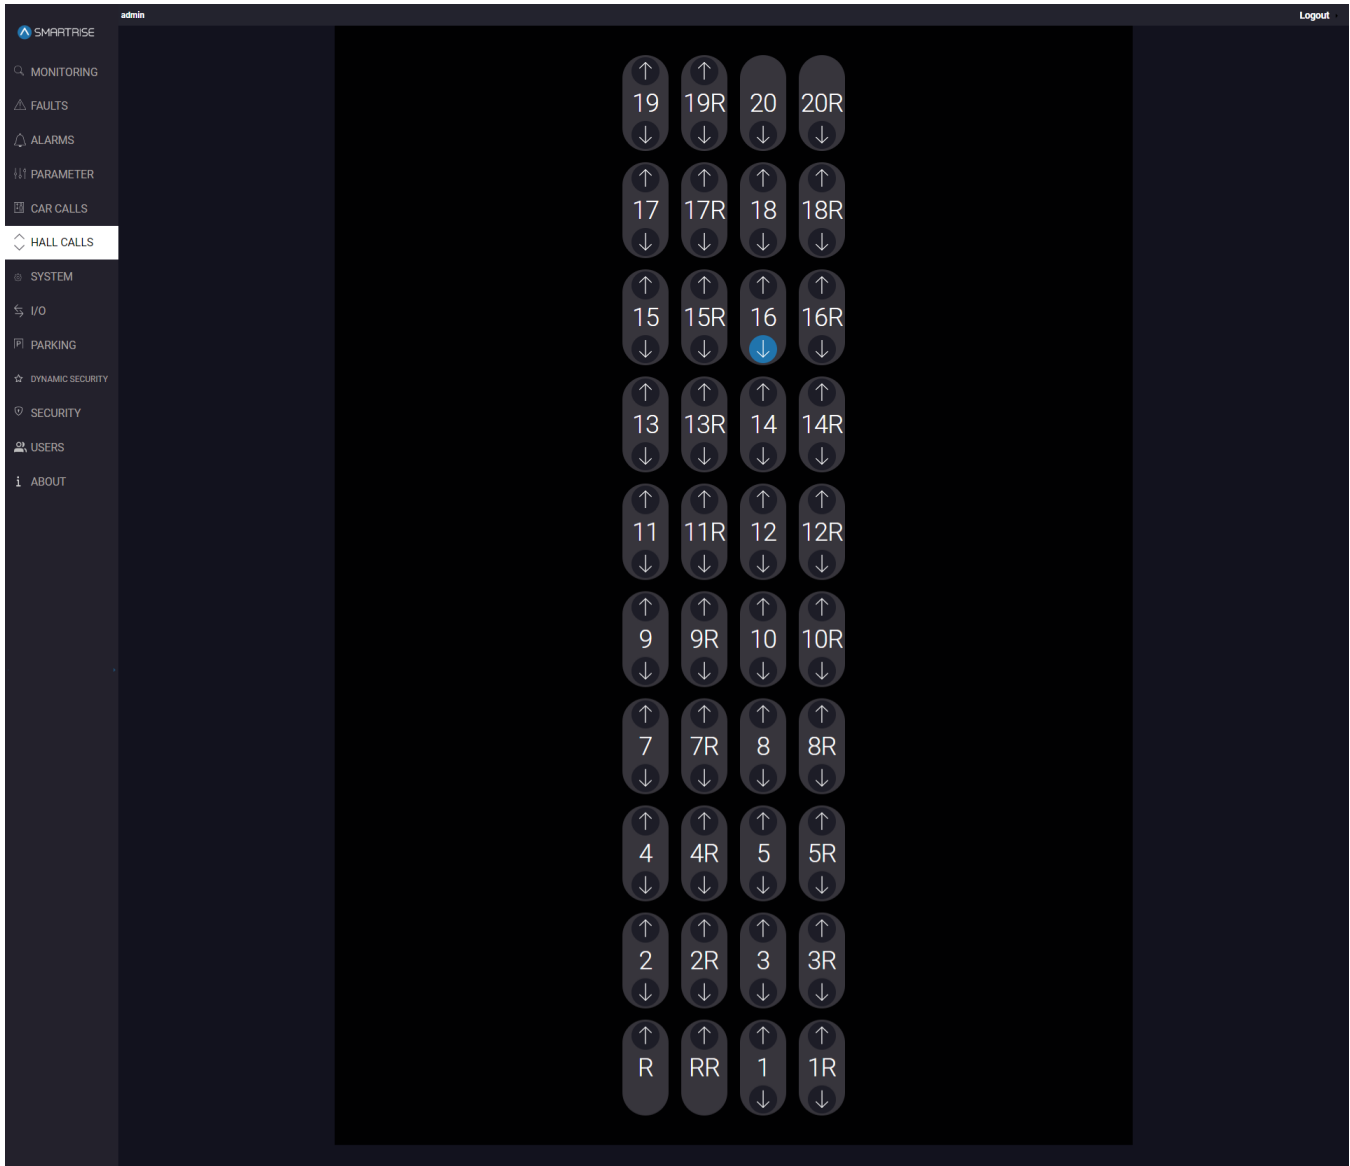 admin
Logout
SMARTRISE
MONITORING
FAULTS
ALARMS
PARAMETER
CAR CALLS
HALL CALLS
SYSTEM
I/O
PARKING
DYNAMIC SECURITY
SECURITY
USERS
ABOUT
19 19R 20 20R
17 17R 18 18R
15 15R 16 16R
13 13R 14 14R
11 11R 12 12R
9 9R 10 10R
7 7R 8 8R
4 4R 5 5R
2 2R 3 3R
R RR 1 1R